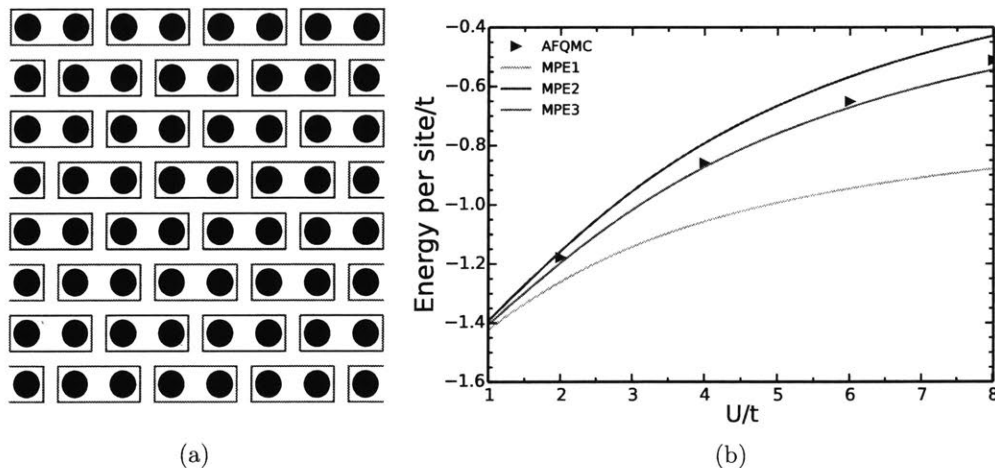 AFQMC
MPE1
MPE2
MPE3
−0.4
−0.6
−0.8
−1.0
−1.2
−1.4
−1.6
Energy per site/t
1 2 3 4 5 6 7 8
U/t
(a) (b)